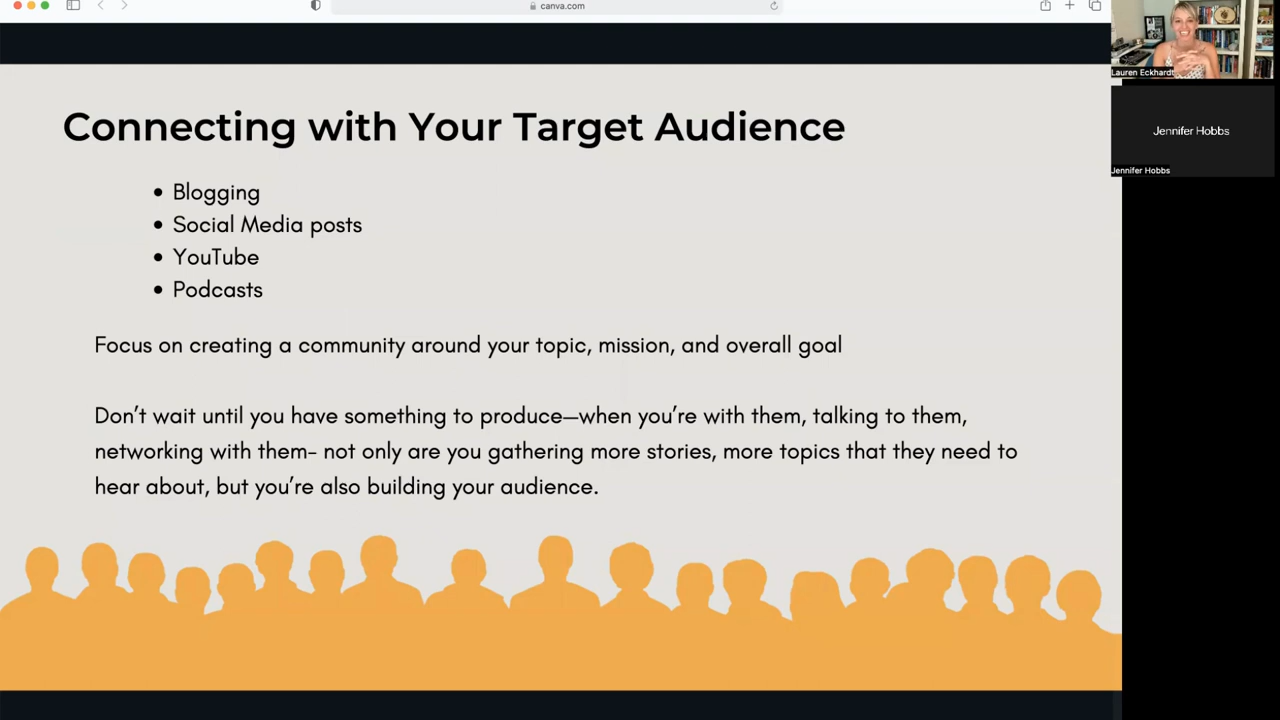 canva.com
Connecting with Your Target Audience
Blogging
Social Media posts
YouTube
Podcasts
Focus on creating a community around your topic, mission, and overall goal
Don't wait until you have something to produce—when you're with them, talking to them,
networking with them- not only are you gathering more stories, more topics that they need to
hear about, but you're also building your audience.
Lauren Eckhardt
Jennifer Hobbs
Jennifer Hobbs